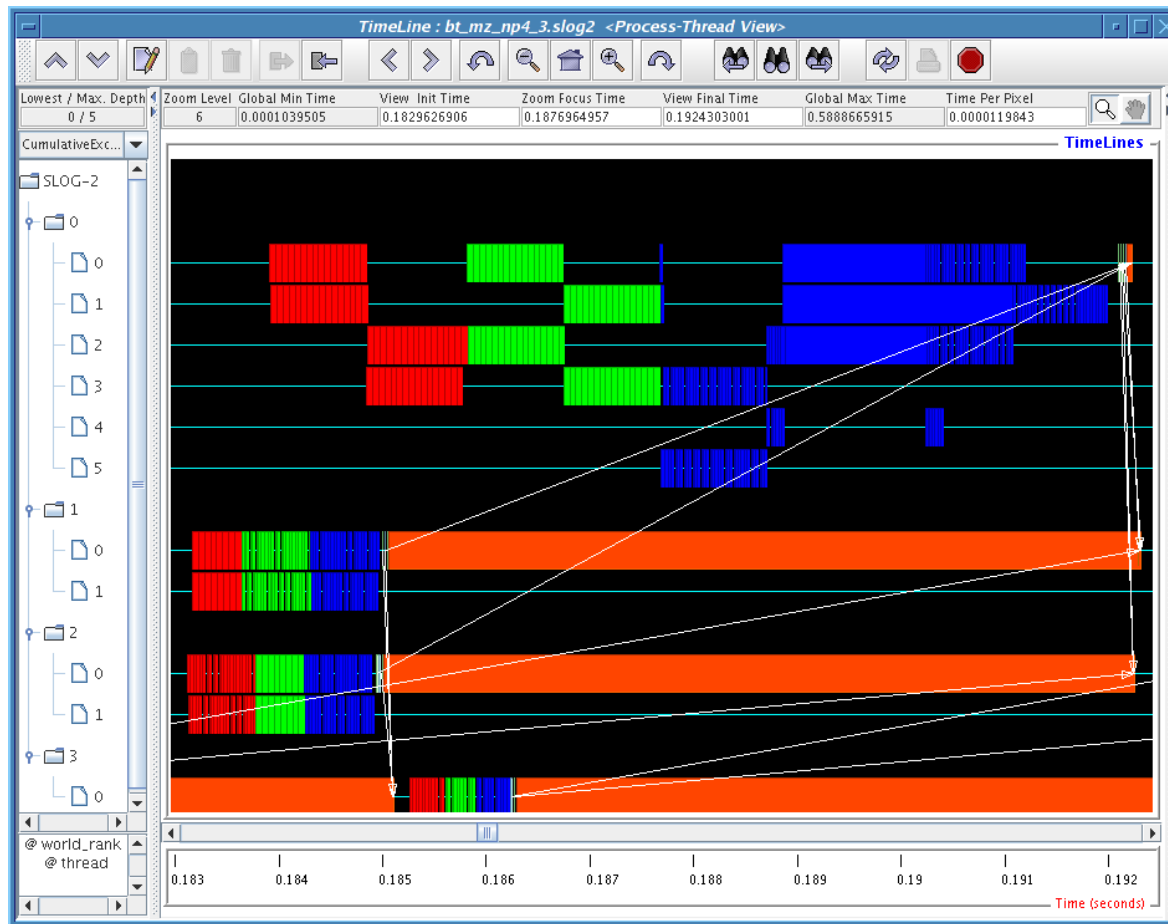 TimeLine : bt_mz_np4_3.slog2 <Process-Thread View>
Lowest / Max. Depth
Zoom Level
Global Min Time
View Init Time
Zoom Focus Time
View Final Time
Global Max Time
Time Per Pixel
0 / 5
6
0.0001039505
0.1829626906
0.1876964957
0.1924303001
0.5888665915
0.0000119843
CumulativeExc...
TimeLines
SLOG-2
0
0
1
2
3
4
5
1
0
1
2
0
1
3
0
@ world_rank
@ thread
0.183
0.184
0.185
0.186
0.187
0.188
0.189
0.19
0.191
0.192
Time (seconds)